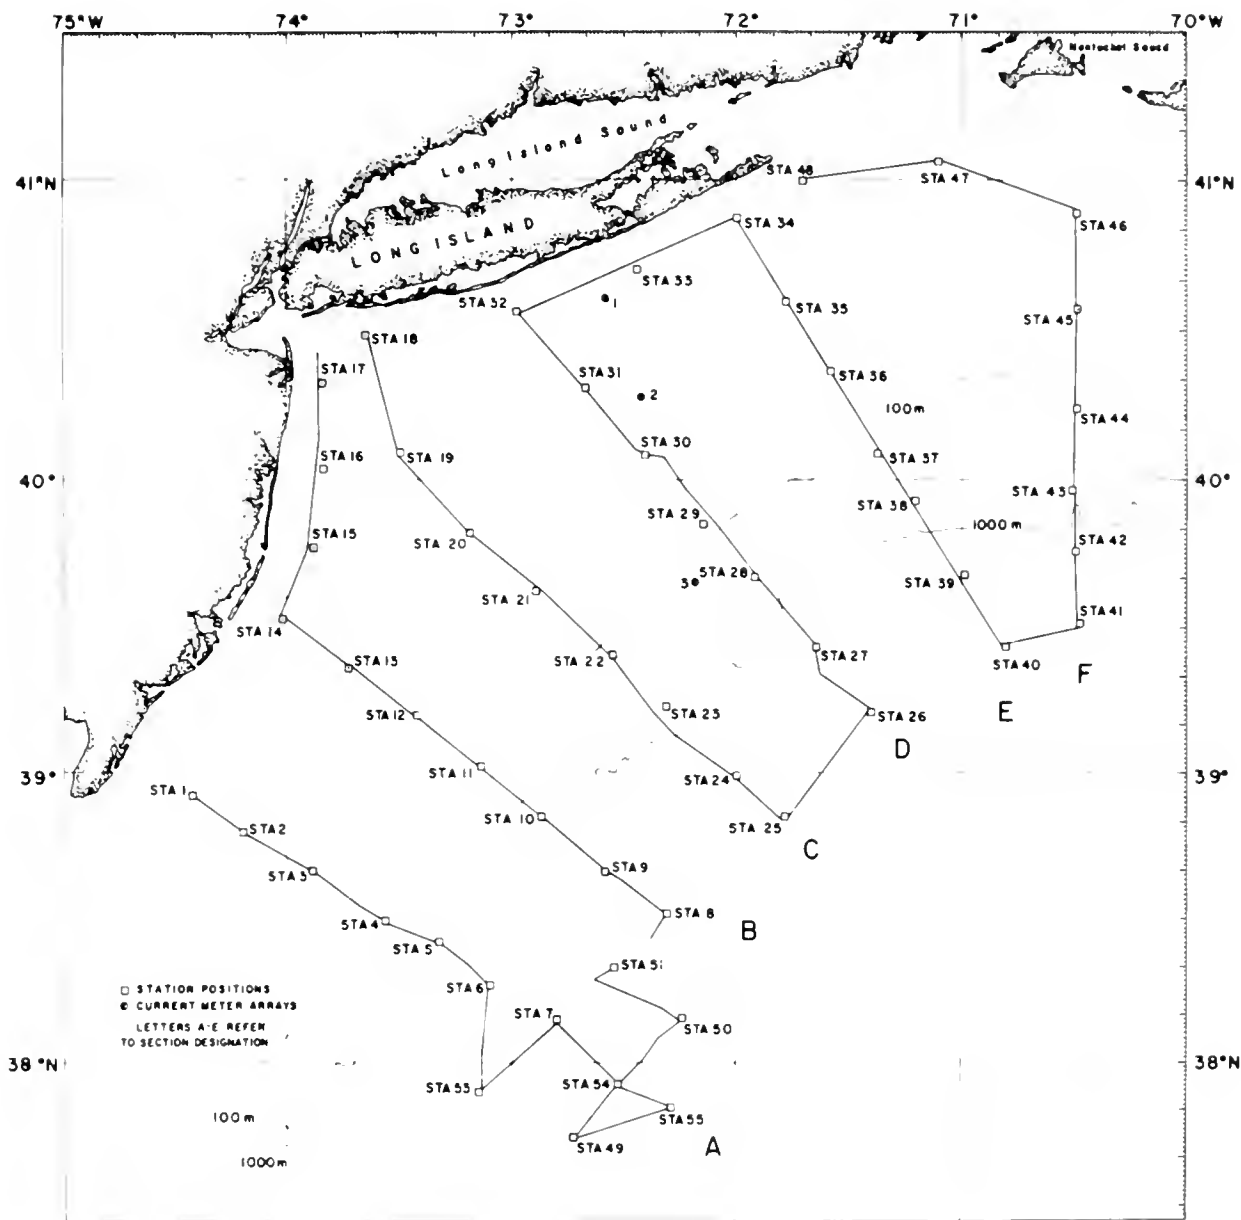 75°W
74°
73°
72°
71°
70°W
Nantucket Sound
Long Island Sound
41°N
STA 48
STA 47
41°N
LONG ISLAND
STA 34
STA 46
STA 33
STA 32
1
STA 35
STA 45
STA 18
STA 17
STA 31
STA 36
2
100m
STA 44
STA 16
STA 19
STA 30
STA 37
40°
40°
STA 43
STA 38
STA 15
STA 20
STA 29
1000m
STA 42
STA 21
3
STA 28
STA 39
STA 14
STA 41
STA 13
STA 22
STA 27
STA 40
F
STA 12
STA 23
STA 26
E
D
39°
STA 11
STA 24
39°
STA 1
STA 10
STA 25
STA 2
C
STA 3
STA 9
STA 4
STA 8
B
STA 5
STA 51
STA 6
□ STATION POSITIONS
CURRENT METER ARRAYS
LETTERS A-E REFER
TO SECTION DESIGNATION
STA 7
STA 50
38°N
38°N
STA 53
STA 54
STA 55
100m
STA 49
A
1000m